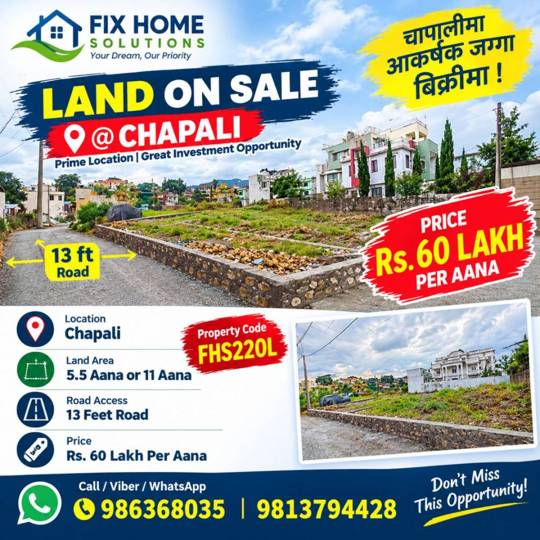 FIX HOME
SOLUTIONS
Your Dream, Our Priority
चापालीमा
आकर्षक जग्गा
बिक्रीमा !
LAND ON SALE
@ CHAPALI
Prime Location | Great Investment Opportunity
13 ft
Road
PRICE
Rs. 60 LAKH
PER AANA
Location
Chapali
Land Area
5.5 Aana or 11 Aana
Road Access
13 Feet Road
Price
Rs. 60 Lakh Per Aana
Property Code
FHS220L
Call / Viber / WhatsApp
986368035 | 9813794428
Don't Miss
This Opportunity!